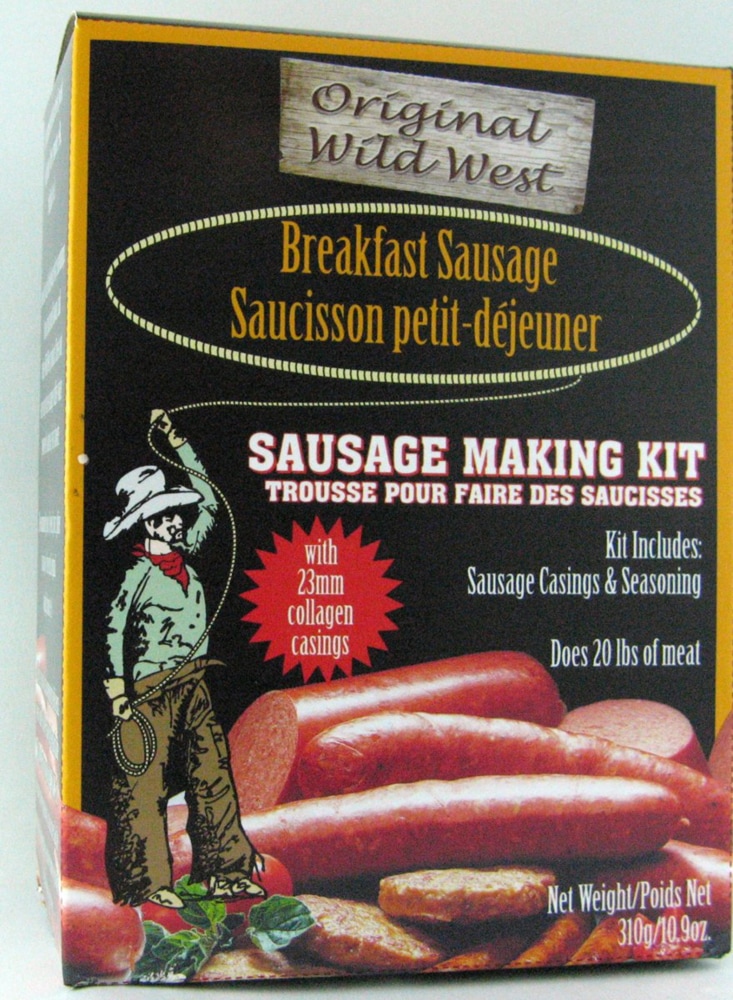 Original
Wild West
Breakfast Sausage
Saucisson petit-déjeuner
SAUSAGE MAKING KIT
TROUSSE POUR FAIRE DES SAUCISSES
with
23mm
collagen
casings
Kit Includes:
Sausage Casings & Seasoning
Does 20 lbs of meat
Net Weight/Poids Net
310g/10.9oz.